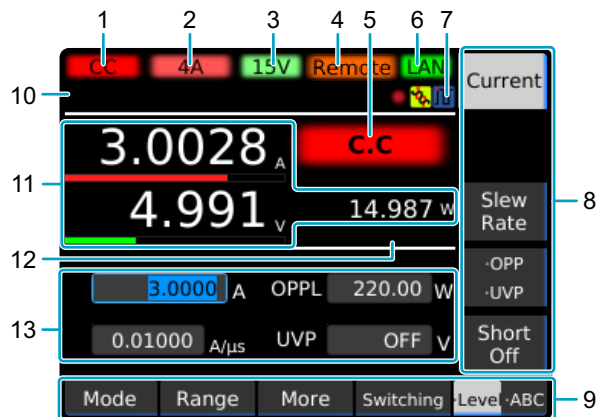 1 2 3 4 5 6 7
CC 4A 15V Remote LAN
Current
10
3.0028 A
C.C
11
4.991 V
14.987 W
Slew
Rate
8
12
·OPP
·UVP
3.0000 A OPPL 220.00 W
13
0.01000 A/µs UVP OFF V
Short
Off
Mode Range More Switching ·Level ·ABC
9